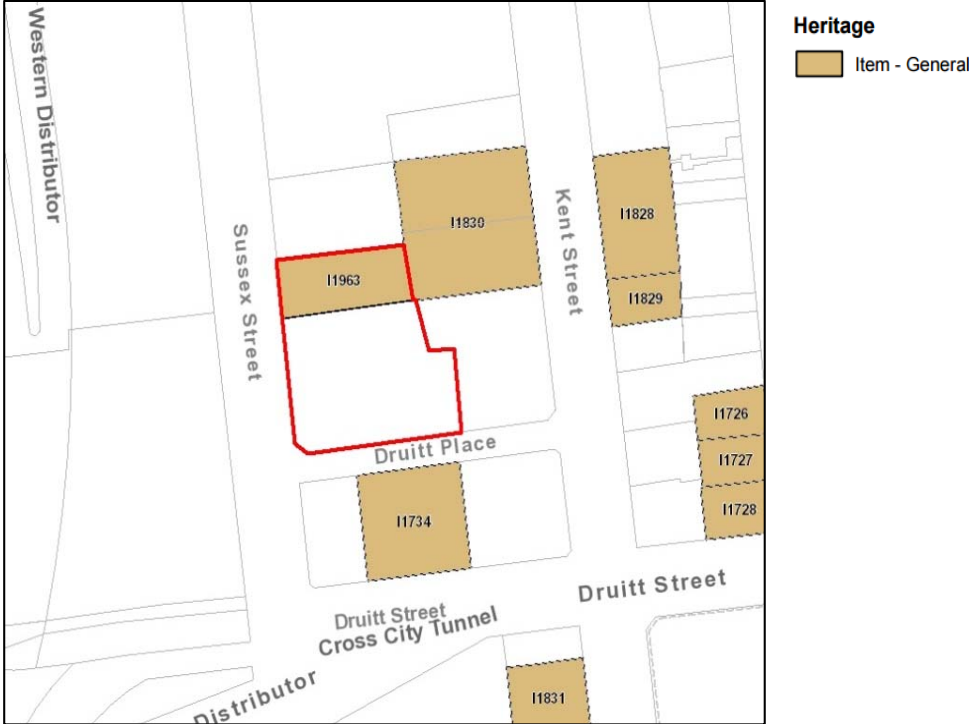 Heritage
Item - General
Western Distributor
Sussex Street
Kent Street
I1830
I1828
I1963
I1829
I1726
Druitt Place
I1727
I1734
I1728
Druitt Street
Druitt Street
Cross City Tunnel
Distributor
I1831